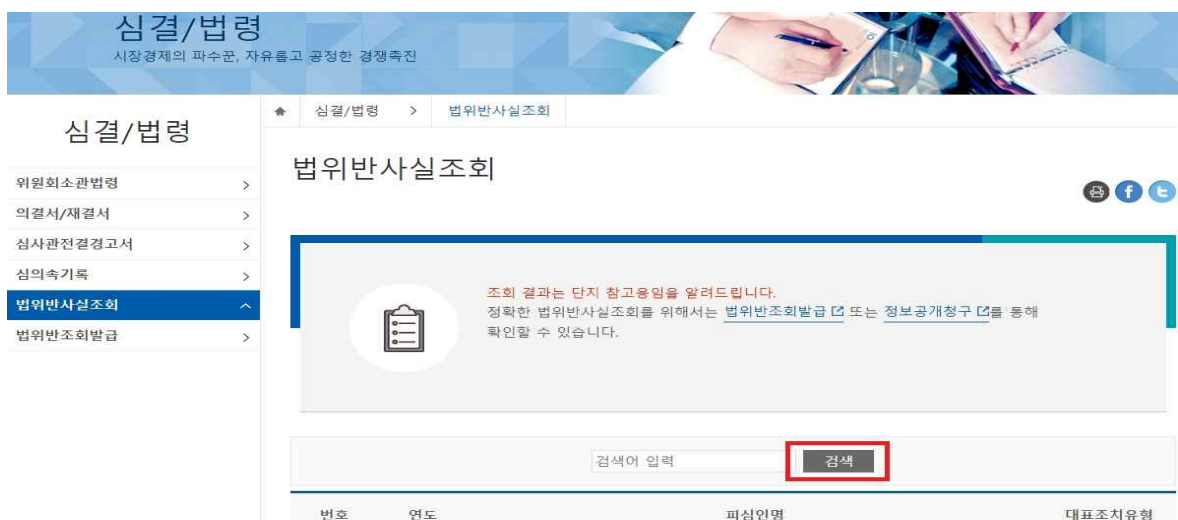 심결/법령
시장경제의 파수꾼, 자유롭고 공정한 경쟁촉진
심결/법령
위원회소관법령
의결서/재결서
심사관전결경고서
심의속기록
법위반사실조회
법위반조회발급
심결/법령 > 법위반사실조회
법위반사실조회
조회 결과는 단지 참고용임을 알려드립니다.
정확한 법위반사실조회를 위해서는 법위반조회발급 또는 정보공개청구를 통해
확인할 수 있습니다.
검색어 입력 검색
번호 연도 피심인명 대표조치유형